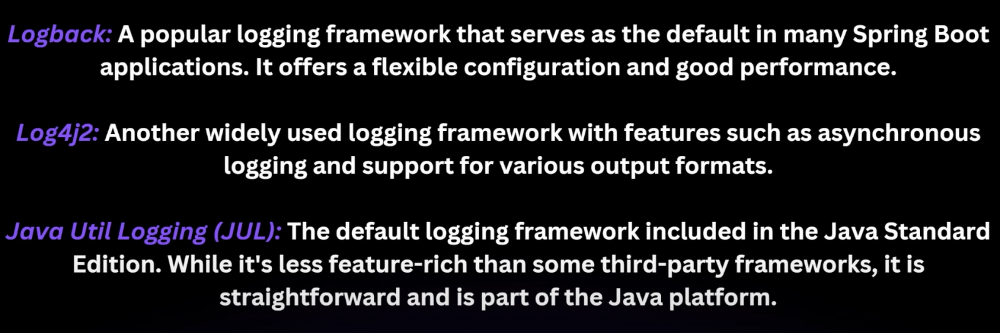 Logback: A popular logging framework that serves as the default in many Spring Boot
applications. It offers a flexible configuration and good performance.
Log4j2: Another widely used logging framework with features such as asynchronous
logging and support for various output formats.
Java Util Logging (JUL): The default logging framework included in the Java Standard
Edition. While it's less feature-rich than some third-party frameworks, it is
straightforward and is part of the Java platform.